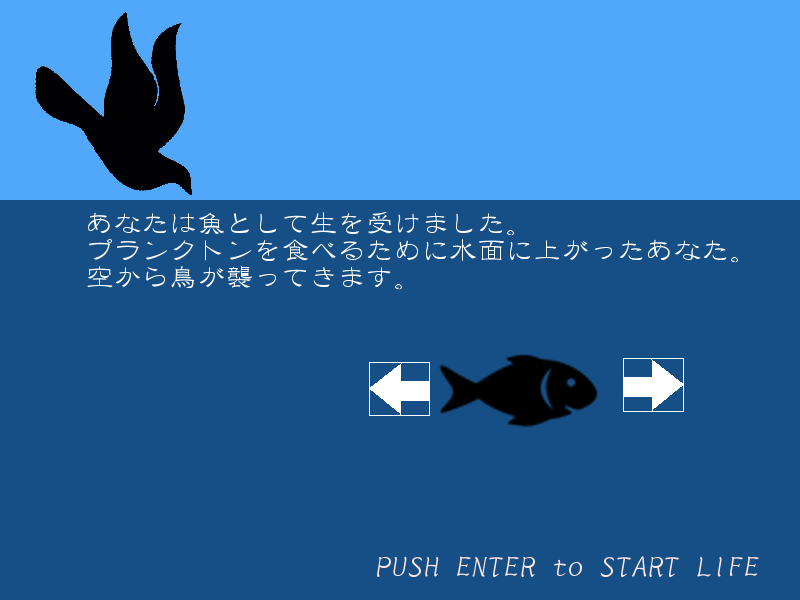 あなたは魚として生を受けました。
プランクトンを食べるために水面に上がったあなた。
空から鳥が襲ってきます。
PUSH ENTER to START LIFE